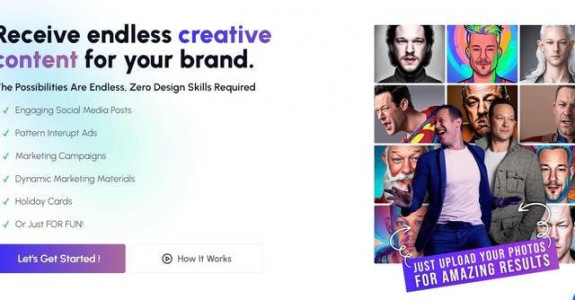 Receive endless creative
content for your brand.
The Possibilities Are Endless, Zero Design Skills Required
Engaging Social Media Posts
Pattern Interupt Ads
Marketing Campaigns
Dynamic Marketing Materials
Holiday Cards
Or Just FOR FUN!
Let's Get Started !
How It Works
JUST UPLOAD YOUR PHOTOS
FOR AMAZING RESULTS